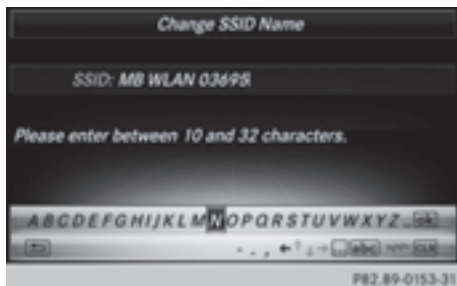 Change SSID Name
SSID: MB WLAN 03695
Please enter between 10 and 32 characters.
ABCDEFGHIJKLMNOPQRSTUVWXYZ_ ok
- . , ←↑↓→ abc CLR
P82.89-0153-31